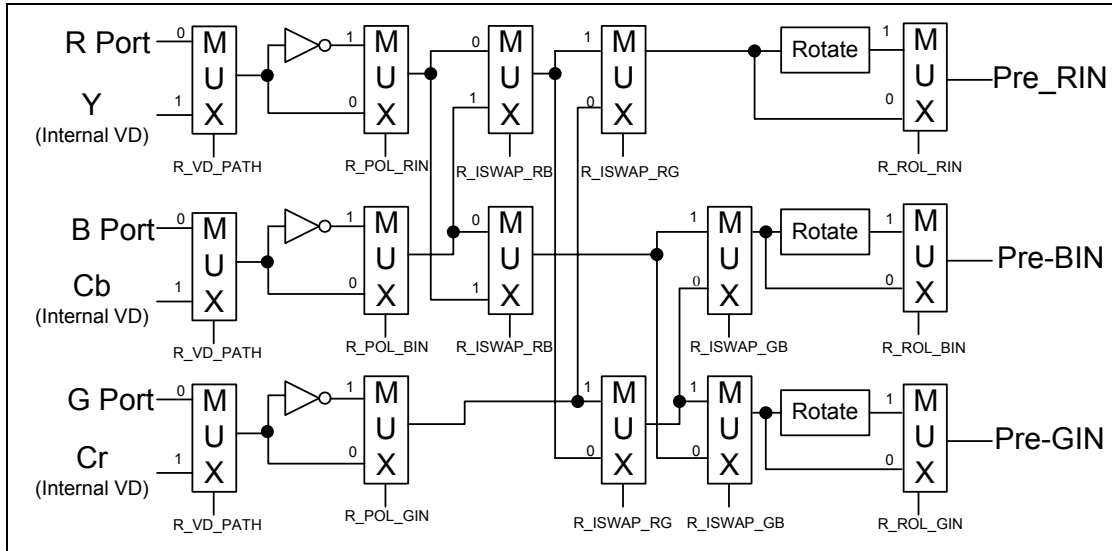 R Port
0
M
U
X
Y
(Internal VD)
1
R_VD_PATH
1
0
M
U
X
R_POL_RIN
0
1
M
U
X
R_ISWAP_RB
1
0
M
U
X
R_ISWAP_RG
Rotate
1
0
M
U
X
R_ROL_RIN
Pre_RIN
B Port
0
M
U
X
Cb
(Internal VD)
1
R_VD_PATH
1
0
M
U
X
R_POL_BIN
0
1
M
U
X
R_ISWAP_RB
1
0
M
U
X
R_ISWAP_GB
Rotate
1
0
M
U
X
R_ROL_BIN
Pre-BIN
G Port
0
M
U
X
Cr
(Internal VD)
1
R_VD_PATH
1
0
M
U
X
R_POL_GIN
1
0
M
U
X
R_ISWAP_RG
1
0
M
U
X
R_ISWAP_GB
Rotate
1
0
M
U
X
R_ROL_GIN
Pre-GIN